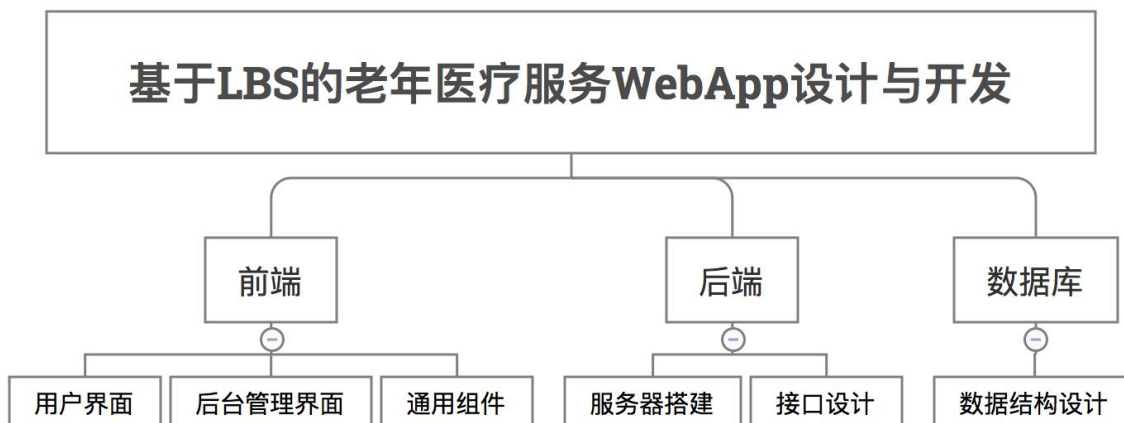 基于LBS的老年医疗服务WebApp设计与开发
前端
后端
数据库
用户界面
后台管理界面
通用组件
服务器搭建
接口设计
数据结构设计